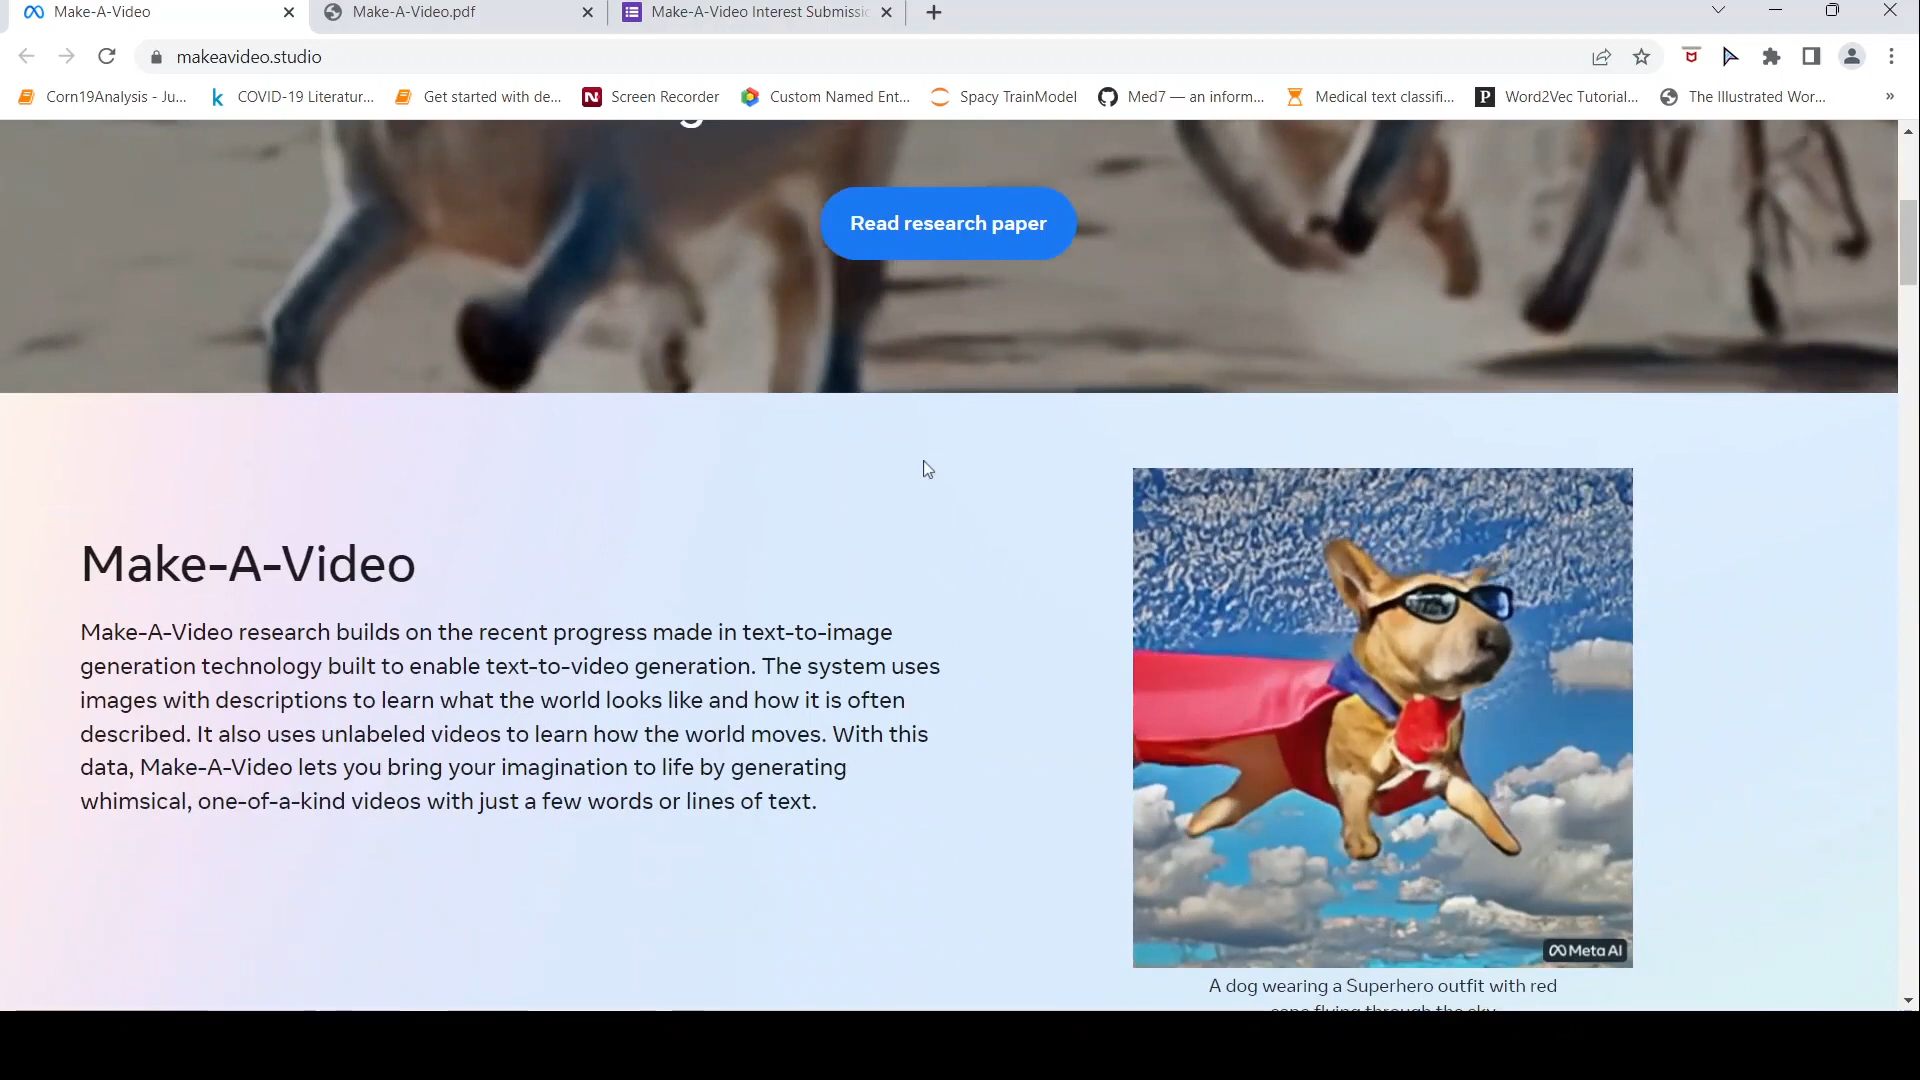 Make-A-Video
Make-A-Video.pdf
Make-A-Video Interest Submissi
makeavideo.studio
Corn19Analysis - Ju...
COVID-19 Literatur...
Get started with de...
Screen Recorder
Custom Named Ent...
Spacy TrainModel
Med7 — an inform...
Medical text classifi...
Word2Vec Tutorial...
The Illustrated Wor...
Read research paper
Make-A-Video
Make-A-Video research builds on the recent progress made in text-to-image
generation technology built to enable text-to-video generation. The system uses
images with descriptions to learn what the world looks like and how it is often
described. It also uses unlabeled videos to learn how the world moves. With this
data, Make-A-Video lets you bring your imagination to life by generating
whimsical, one-of-a-kind videos with just a few words or lines of text.
Meta AI
A dog wearing a Superhero outfit with red
cape flying through the sky